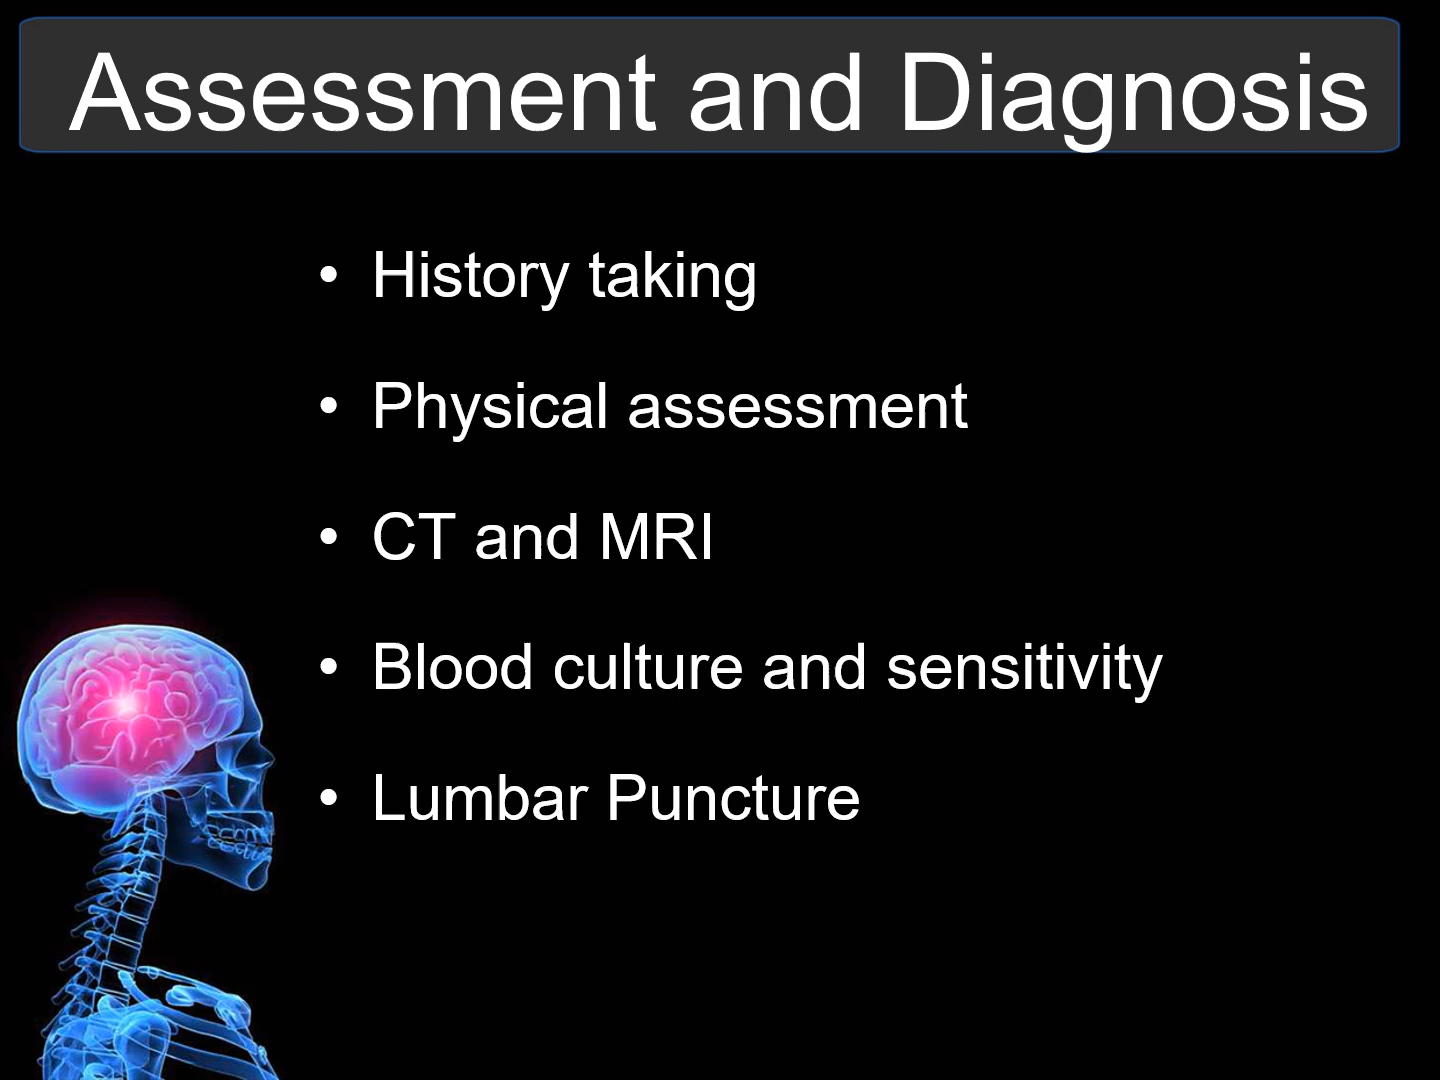 Assessment and Diagnosis
• History taking
• Physical assessment
• CT and MRI
• Blood culture and sensitivity
• Lumbar Puncture